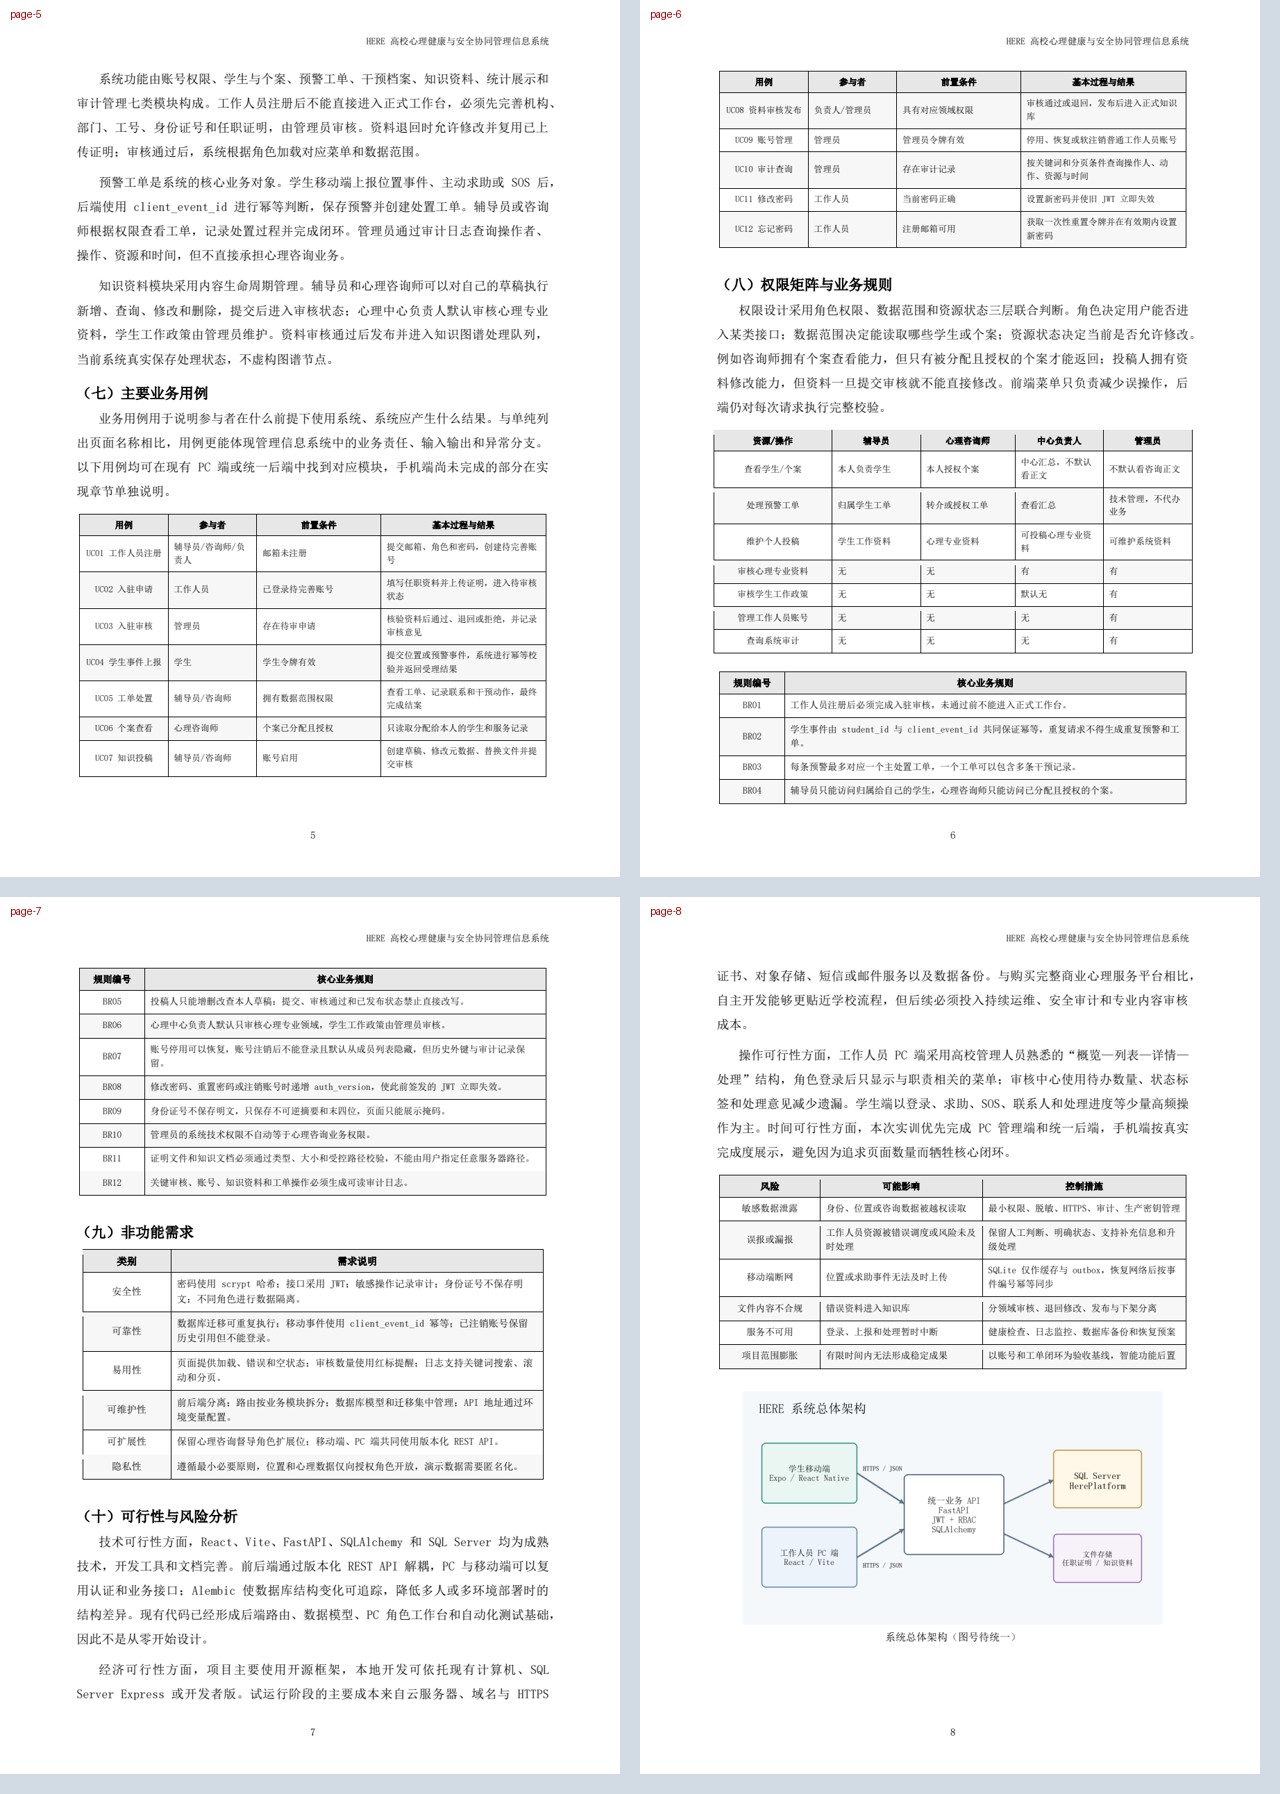 page-5
HERE 高校心理健康与安全协同管理信息系统
系统功能由账号权限、学生与个案、预警工单、干预档案、知识资料、统计展示和
审计管理七类模块构成。工作人员注册后不能直接进入正式工作台，必须先完善机构、
部门、工号、身份证号和任职证明，由管理员审核。资料退回时允许修改并复用已上
传证明；审核通过后，系统根据角色加载对应菜单和数据范围。
预警工单是系统的核心业务对象。学生移动端上报位置事件、主动求助或 SOS 后，
后端使用 client_event_id 进行幂等判断，保存预警并创建处置工单。辅导员或咨询
师根据权限查看工单，记录处置过程并完成闭环。管理员通过审计日志查询操作者、
操作、资源和时间，但不直接承担心理咨询业务。
知识资料模块采用内容生命周期管理。辅导员和心理咨询师可以对自己的草稿执行
新增、查询、修改和删除，提交后进入审核状态；心理中心负责人默认审核心理专业
资料，学生工作政策由管理员维护。资料审核通过后发布并进入知识图谱处理队列，
当前系统真实保存处理状态，不虚构图谱节点。
（七）主要业务用例
业务用例用于说明参与者在什么前提下使用系统、系统应产生什么结果。与单纯列
出页面名称相比，用例更能体现管理信息系统中的业务责任、输入输出和异常分支。
以下用例均可在现有 PC 端或统一后端中找到对应模块，手机端尚未完成的部分在实
现章节单独说明。
用例 参与者 前置条件 基本过程与结果
UC01 工作人员注册 辅导员/咨询师/负责人 邮箱未注册 提交邮箱、角色和密码，创建待完善账号
UC02 入驻申请 工作人员 已登录待完善账号 填写任职资料并上传证明，进入待审核状态
UC03 入驻审核 管理员 存在待审申请 核验资料后通过、退回或拒绝，并记录审核意见
UC04 学生事件上报 学生 学生令牌有效 提交位置或预警事件，系统进行幂等校验并返回受理结果
UC05 工单处置 辅导员/咨询师 拥有数据范围权限 查看工单、记录联系和干预动作，最终完成结案
UC06 个案查看 心理咨询师 个案已分配且授权 只读取分配给本人的学生和服务记录
UC07 知识投稿 辅导员/咨询师 账号启用 创建草稿、修改元数据、替换文件并提交审核
5
page-6
HERE 高校心理健康与安全协同管理信息系统
用例 参与者 前置条件 基本过程与结果
UC08 资料审核发布 负责人/管理员 具有对应领域权限 审核通过或退回，发布后进入正式知识库
UC09 账号管理 管理员 管理员令牌有效 停用、恢复或软注销普通工作人员账号
UC10 审计查询 管理员 存在审计记录 按关键词和分页条件查询操作人、动作、资源与时间
UC11 修改密码 工作人员 当前密码正确 设置新密码并使旧 JWT 立即失效
UC12 忘记密码 工作人员 注册邮箱可用 获取一次性重置令牌并在有效期内设置新密码
（八）权限矩阵与业务规则
权限设计采用角色权限、数据范围和资源状态三层联合判断。角色决定用户能否进
入某类接口；数据范围决定能读取哪些学生或个案；资源状态决定当前是否允许修改。
例如咨询师拥有个案查看能力，但只有被分配且授权的个案才能返回；投稿人拥有资
料修改能力，但资料一旦提交审核就不能直接修改。前端菜单只负责减少误操作，后
端仍对每次请求执行完整校验。
资源/操作 辅导员 心理咨询师 中心负责人 管理员
查看学生/个案 本人负责学生 本人授权个案 中心汇总，不默认看正文 不默认看咨询正文
处理预警工单 归属学生工单 转介或授权工单 查看汇总 技术管理，不代办业务
维护个人投稿 学生工作资料 心理专业资料 可投稿心理专业资料 可维护系统资料
审核心理专业资料 无 无 有 有
审核学生工作政策 无 无 默认无 有
管理工作人员账号 无 无 无 有
查询系统审计 无 无 无 有
规则编号 核心业务规则
BR01 工作人员注册后必须完成入驻审核，未通过前不能进入正式工作台。
BR02 学生事件由 student_id 与 client_event_id 共同保证幂等，重复请求不得生成重复预警和工单。
BR03 每条预警最多对应一个主处置工单，一个工单可以包含多条干预记录。
BR04 辅导员只能访问归属给自己的学生，心理咨询师只能访问已分配且授权的个案。
6
page-7
HERE 高校心理健康与安全协同管理信息系统
规则编号 核心业务规则
BR05 投稿人只能增删改查本人草稿；提交、审核通过和已发布状态禁止直接改写。
BR06 心理中心负责人默认只审核心理专业领域，学生工作政策由管理员审核。
BR07 账号停用可以恢复，账号注销后不能登录且默认从成员列表隐藏，但历史外键与审计记录保留。
BR08 修改密码、重置密码或注销账号时递增 auth_version，使此前签发的 JWT 立即失效。
BR09 身份证号不保存明文，只保存不可逆摘要和末四位，页面只能展示掩码。
BR10 管理员的系统技术权限不自动等于心理咨询业务权限。
BR11 证明文件和知识文档必须通过类型、大小和受控路径校验，不能由用户指定任意服务器路径。
BR12 关键审核、账号、知识资料和工单操作必须生成可读审计日志。
（九）非功能需求
类别 需求说明
安全性 密码使用 scrypt 哈希；接口采用 JWT；敏感操作记录审计；身份证号不保存明文；不同角色进行数据隔离。
可靠性 数据库迁移可重复执行；移动事件使用 client_event_id 幂等；已注销账号保留历史引用但不能登录。
易用性 页面提供加载、错误和空状态；审核数量使用红标提醒；日志支持关键词搜索、滚动和分页。
可维护性 前后端分离；路由按业务模块拆分；数据库模型和迁移集中管理；API 地址通过环境变量配置。
可扩展性 保留心理咨询督导角色扩展位；移动端、PC 端共同使用版本化 REST API。
隐私性 遵循最小必要原则，位置和心理数据仅向授权角色开放，演示数据需要匿名化。
（十）可行性与风险分析
技术可行性方面，React、Vite、FastAPI、SQLAlchemy 和 SQL Server 均为成熟
技术，开发工具和文档完善。前后端通过版本化 REST API 解耦，PC 与移动端可以复
用认证和业务接口；Alembic 使数据库结构变化可追踪，降低多人或多环境部署时的
结构差异。现有代码已经形成后端路由、数据模型、PC 角色工作台和自动化测试基础，
因此不是从零开始设计。
经济可行性方面，项目主要使用开源框架，本地开发可依托现有计算机、SQL
Server Express 或开发者版。试运行阶段的主要成本来自云服务器、域名与 HTTPS
7
page-8
HERE 高校心理健康与安全协同管理信息系统
证书、对象存储、短信或邮件服务以及数据备份。与购买完整商业心理服务平台相比，
自主开发能够更贴近学校流程，但后续必须投入持续运维、安全审计和专业内容审核
成本。
操作可行性方面，工作人员 PC 端采用高校管理人员熟悉的“概览—列表—详情—
处理”结构，角色登录后只显示与职责相关的菜单；审核中心使用待办数量、状态标
签和处理意见减少遗漏。学生端以登录、求助、SOS、联系人和处理进度等少量高频操
作为主。时间可行性方面，本次实训优先完成 PC 管理端和统一后端，手机端按真实
完成度展示，避免因为追求页面数量而牺牲核心闭环。
风险 可能影响 控制措施
敏感数据泄露 身份、位置或咨询数据被越权读取 最小权限、脱敏、HTTPS、审计、生产密钥管理
误报或漏报 工作人员资源被错误调度或风险未及时处理 保留人工判断、明确状态、支持补充信息和升级处理
移动端断网 位置或求助事件无法及时上传 SQLite 仅作缓存与 outbox，恢复网络后按事件编号幂等同步
文件内容不合规 错误资料进入知识库 分领域审核、退回修改、发布与下架分离
服务不可用 登录、上报和处理暂时中断 健康检查、日志监控、数据库备份和恢复预案
项目范围膨胀 有限时间内无法形成稳定成果 以账号和工单闭环为验收基线，智能功能后置
HERE 系统总体架构
学生移动端
Expo / React Native
HTTPS / JSON
统一业务 API
FastAPI
JWT + RBAC
SQLAlchemy
SQL Server
HerePlatform
工作人员 PC 端
React / Vite
HTTPS / JSON
文件存储
任职证明 / 知识资料
系统总体架构（图号待统一）
8